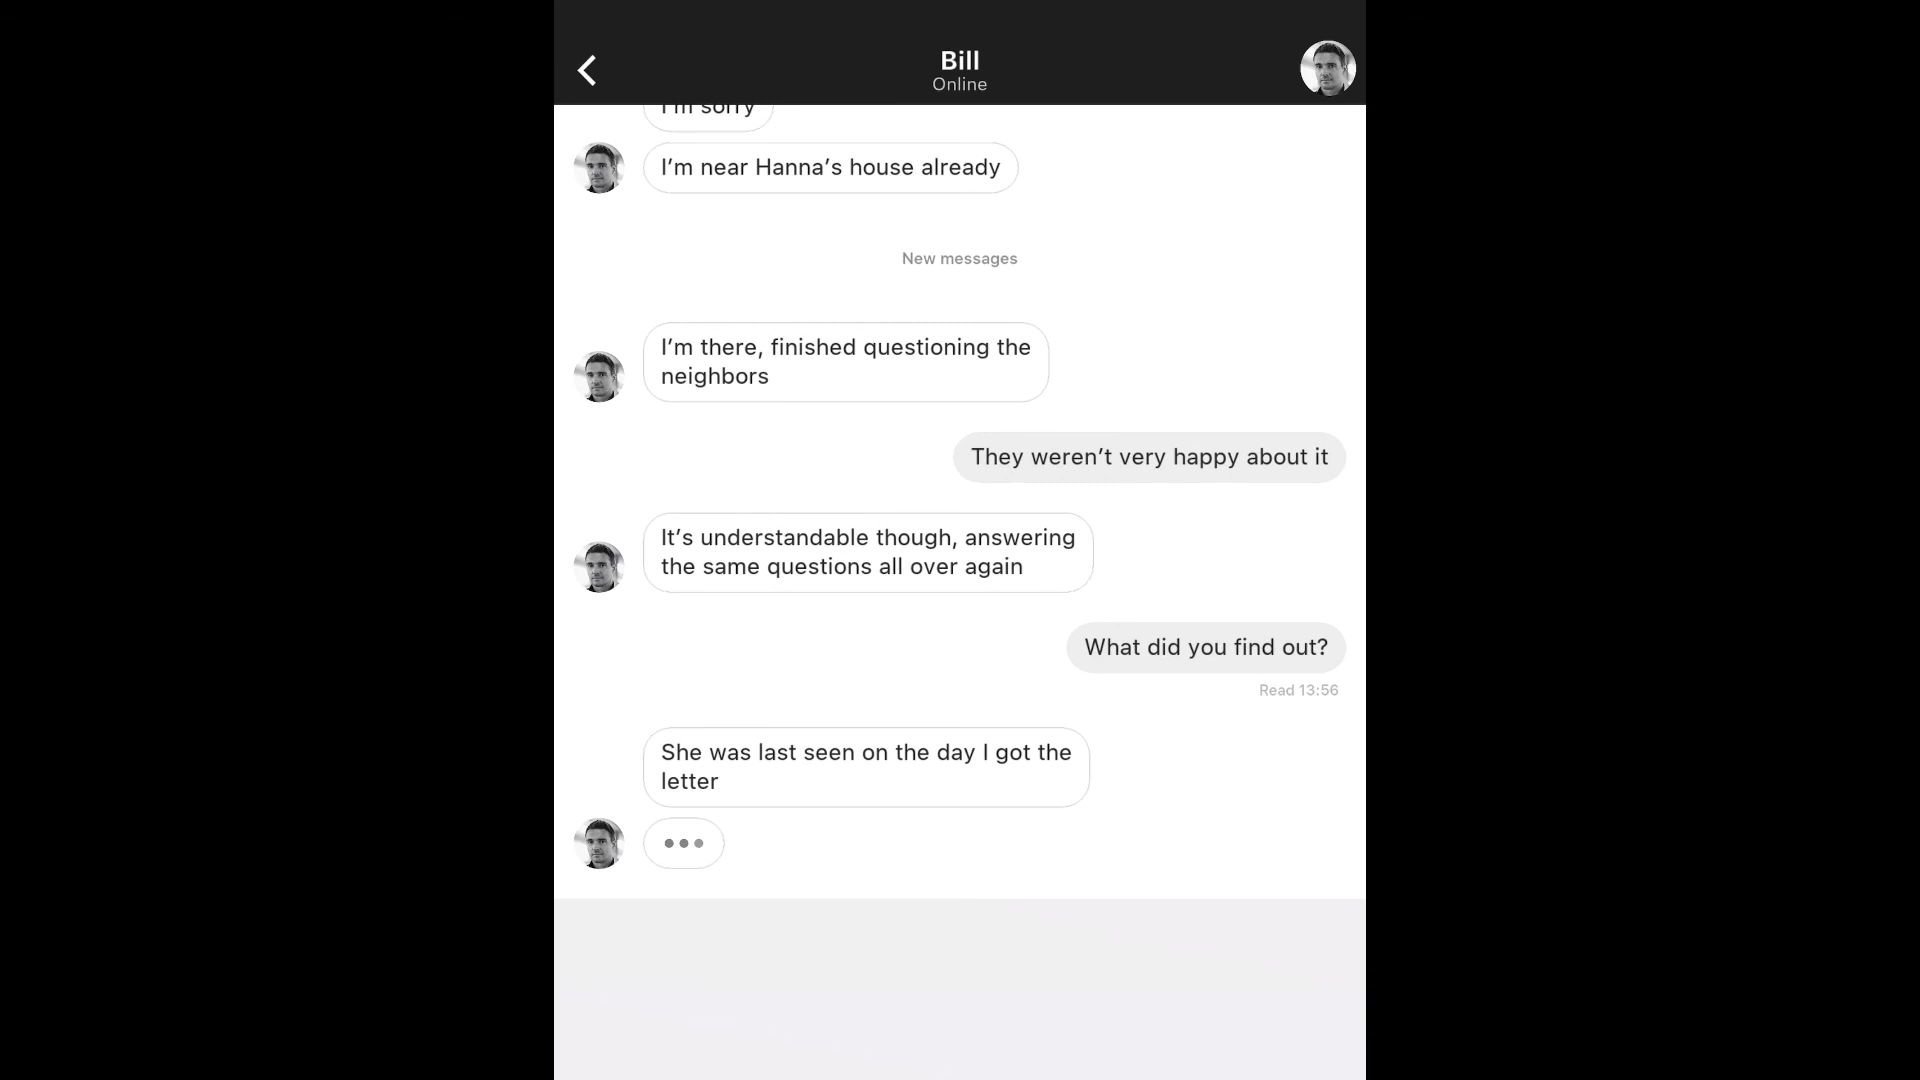 Bill
Online
I'm sorry
I'm near Hanna's house already
New messages
I'm there, finished questioning the
neighbors
They weren't very happy about it
It's understandable though, answering
the same questions all over again
What did you find out?
Read 13:56
She was last seen on the day I got the
letter